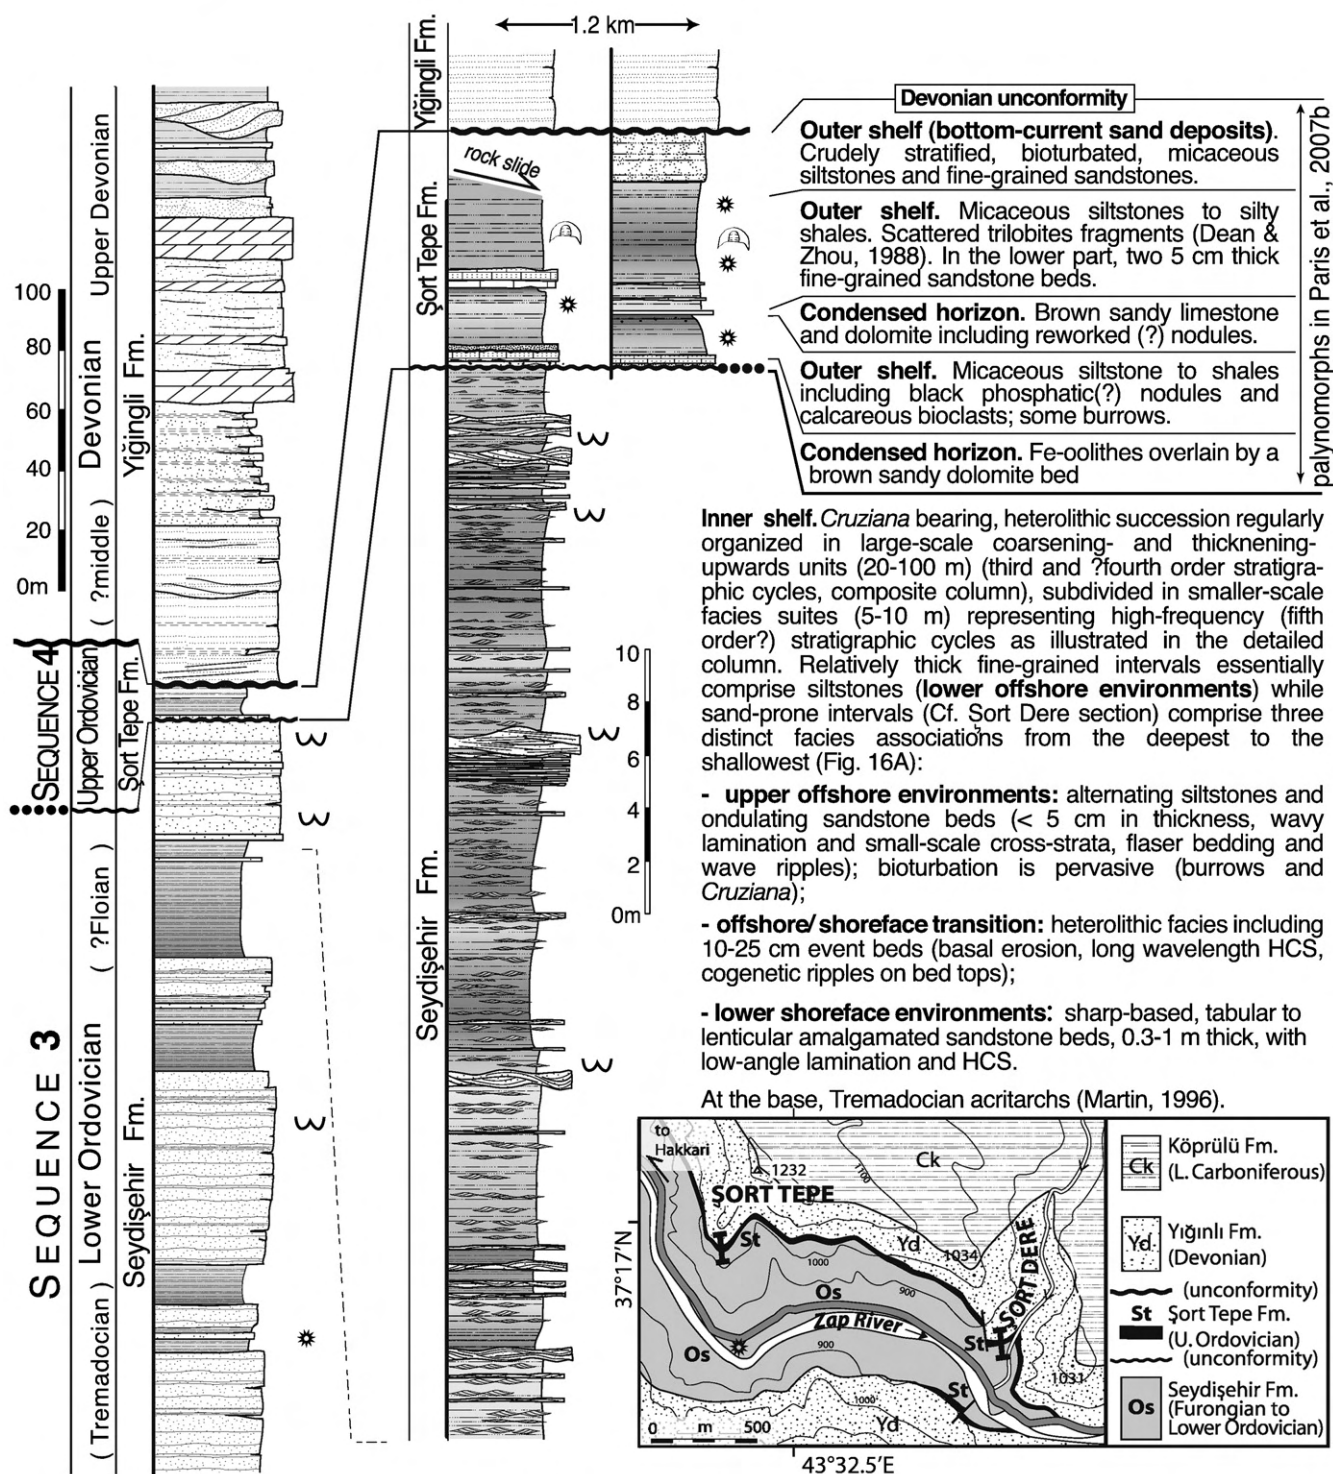 1.2 km
Yiğingli Fm.
Şort Tepe Fm.
Seydişehir Fm.
rock slide
Upper Devonian
Devonian
( ?middle )
Yiğingli Fm.
100
80
60
40
20
0m
SEQUENCE 4
Upper Ordovician
Şort Tepe Fm.
SEQUENCE 3
Lower Ordovician
( ?Floian )
( Tremadocian )
Seydişehir Fm.
10
8
6
4
2
0m
Devonian unconformity
Outer shelf (bottom-current sand deposits).
Crudely stratified, bioturbated, micaceous
siltstones and fine-grained sandstones.
Outer shelf. Micaceous siltstones to silty
shales. Scattered trilobites fragments (Dean &
Zhou, 1988). In the lower part, two 5 cm thick
fine-grained sandstone beds.
Condensed horizon. Brown sandy limestone
and dolomite including reworked (?) nodules.
Outer shelf. Micaceous siltstone to shales
including black phosphatic(?) nodules and
calcareous bioclasts; some burrows.
Condensed horizon. Fe-oolithes overlain by a
brown sandy dolomite bed
palynomorphs in Paris et al., 2007b
Inner shelf. Cruziana bearing, heterolithic succession regularly
organized in large-scale coarsening- and thicknening-
upwards units (20-100 m) (third and ?fourth order stratigra-
phic cycles, composite column), subdivided in smaller-scale
facies suites (5-10 m) representing high-frequency (fifth
order?) stratigraphic cycles as illustrated in the detailed
column. Relatively thick fine-grained intervals essentially
comprise siltstones (lower offshore environments) while
sand-prone intervals (Cf. Şort Dere section) comprise three
distinct facies associations from the deepest to the
shallowest (Fig. 16A):
- upper offshore environments: alternating siltstones and
ondulating sandstone beds (< 5 cm in thickness, wavy
lamination and small-scale cross-strata, flaser bedding and
wave ripples); bioturbation is pervasive (burrows and
Cruziana);
- offshore/ shoreface transition: heterolithic facies including
10-25 cm event beds (basal erosion, long wavelength HCS,
cogenetic ripples on bed tops);
- lower shoreface environments: sharp-based, tabular to
lenticular amalgamated sandstone beds, 0.3-1 m thick, with
low-angle lamination and HCS.
At the base, Tremadocian acritarchs (Martin, 1996).
to
Hakkari
1232
1100
Ck
ŞORT TEPE
St
Yd
1034
1000
900
Os
ŞORT DERE
Zap River
St
Os
900
1031
St
1000
Yd
0 m 500
37°17'N
43°32.5'E
Ck
Köprülü Fm.
(L. Carboniferous)
Yd
Yığınlı Fm.
(Devonian)
(unconformity)
St Şort Tepe Fm.
(U. Ordovician)
(unconformity)
Os
Seydişehir Fm.
(Furongian to
Lower Ordovician)